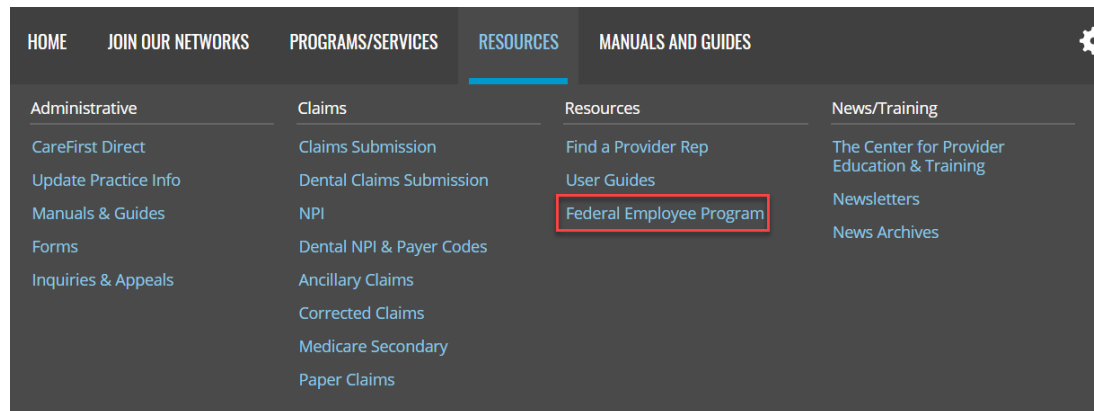 HOME JOIN OUR NETWORKS PROGRAMS/SERVICES RESOURCES MANUALS AND GUIDES
Administrative
CareFirst Direct
Update Practice Info
Manuals & Guides
Forms
Inquiries & Appeals
Claims
Claims Submission
Dental Claims Submission
NPI
Dental NPI & Payer Codes
Ancillary Claims
Corrected Claims
Medicare Secondary
Paper Claims
Resources
Find a Provider Rep
User Guides
Federal Employee Program
News/Training
The Center for Provider
Education & Training
Newsletters
News Archives